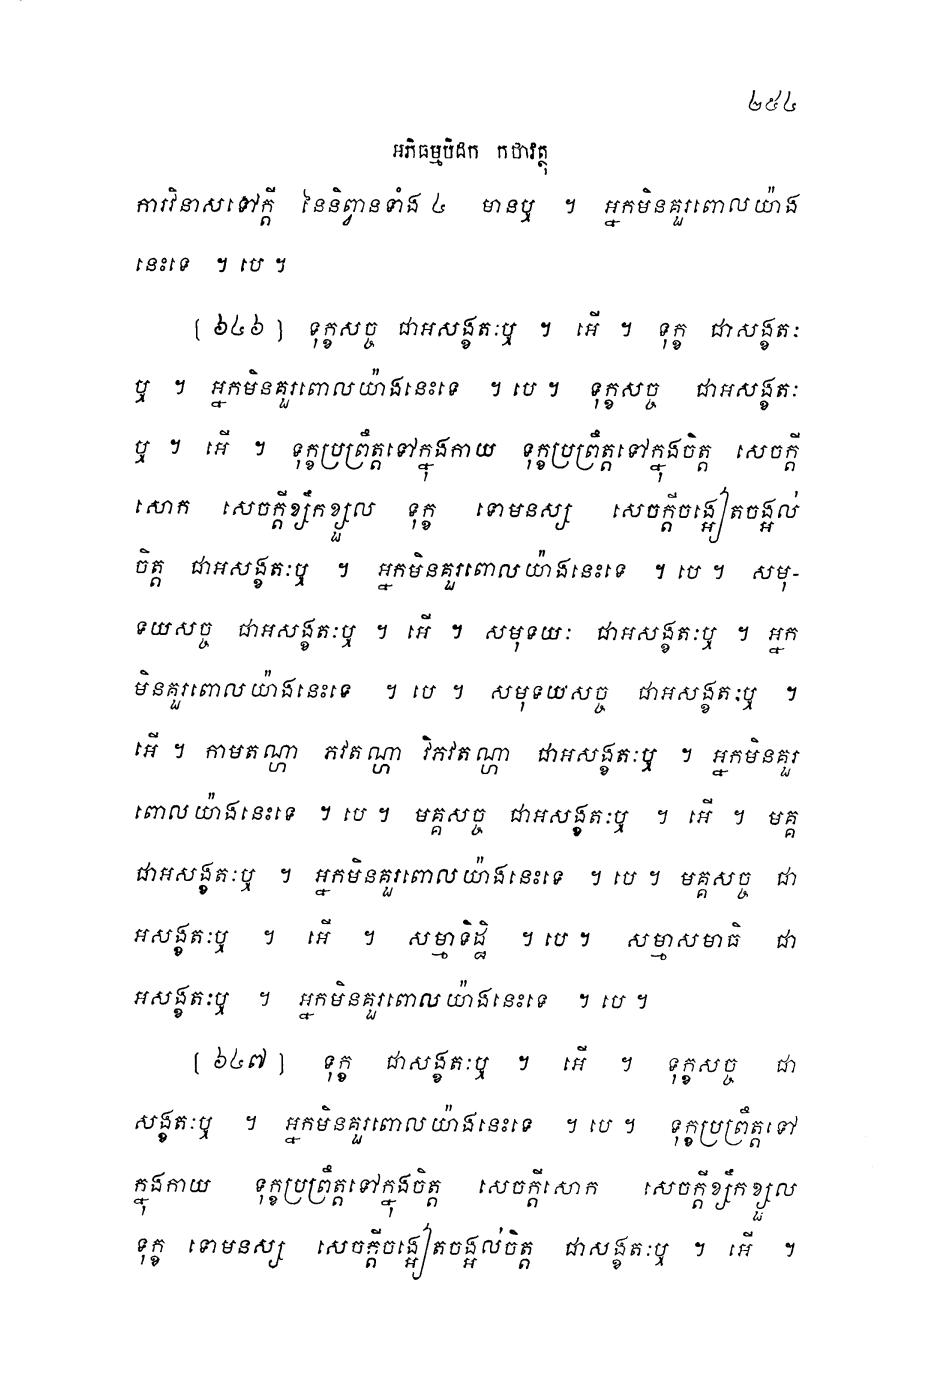 ២៩៤
អភិធម្មបិដក កថាវត្ថុ
ការវិនាសទៅក្តី នៃនិព្វានទាំង ៤ មានឬ ។ អ្នកមិនគួរពោលយ៉ាង
នេះទេ ។ បេ ។
[ ៦៤៦ ] ទុក្ខសច្ច ជាអសង្ខតៈឬ ។ អើ ។ ទុក្ខ ជាសង្ខតៈ
ឬ ។ អ្នកមិនគួរពោលយ៉ាងនេះទេ ។ បេ ។ ទុក្ខសច្ច ជាអសង្ខតៈ
ឬ ។ អើ ។ ទុក្ខប្រព្រឹត្តទៅក្នុងកាយ ទុក្ខប្រព្រឹត្តទៅក្នុងចិត្ត សេចក្តី
សោក សេចក្តីខ្សឹកខ្សួល ទុក្ខ ទោមនស្ស សេចក្តីចង្អៀតចង្អល់
ចិត្ត ជាអសង្ខតៈឬ ។ អ្នកមិនគួរពោលយ៉ាងនេះទេ ។ បេ ។ សមុ-
ទយសច្ច ជាអសង្ខតៈឬ ។ អើ ។ សមុទយៈ ជាអសង្ខតៈឬ ។ អ្នក
មិនគួរពោលយ៉ាងនេះទេ ។ បេ ។ សមុទយសច្ច ជាអសង្ខតៈឬ ។
អើ ។ កាមតណ្ហា ភវតណ្ហា វិភវតណ្ហា ជាអសង្ខតៈឬ ។ អ្នកមិនគួរ
ពោលយ៉ាងនេះទេ ។ បេ ។ មគ្គសច្ច ជាអសង្ខតៈឬ ។ អើ ។ មគ្គ
ជាអសង្ខតៈឬ ។ អ្នកមិនគួរពោលយ៉ាងនេះទេ ។ បេ ។ មគ្គសច្ច ជា
អសង្ខតៈឬ ។ អើ ។ សម្មាទិដ្ឋិ ។ បេ ។ សម្មាសមាធិ ជា
អសង្ខតៈឬ ។ អ្នកមិនគួរពោលយ៉ាងនេះទេ ។ បេ ។
[ ៦៤៧ ] ទុក្ខ ជាសង្ខតៈឬ ។ អើ ។ ទុក្ខសច្ច ជា
សង្ខតៈឬ ។ អ្នកមិនគួរពោលយ៉ាងនេះទេ ។ បេ ។ ទុក្ខប្រព្រឹត្តទៅ
ក្នុងកាយ ទុក្ខប្រព្រឹត្តទៅក្នុងចិត្ត សេចក្តីសោក សេចក្តីខ្សឹកខ្សួល
ទុក្ខ ទោមនស្ស សេចក្តីចង្អៀតចង្អល់ចិត្ត ជាសង្ខតៈឬ ។ អើ ។